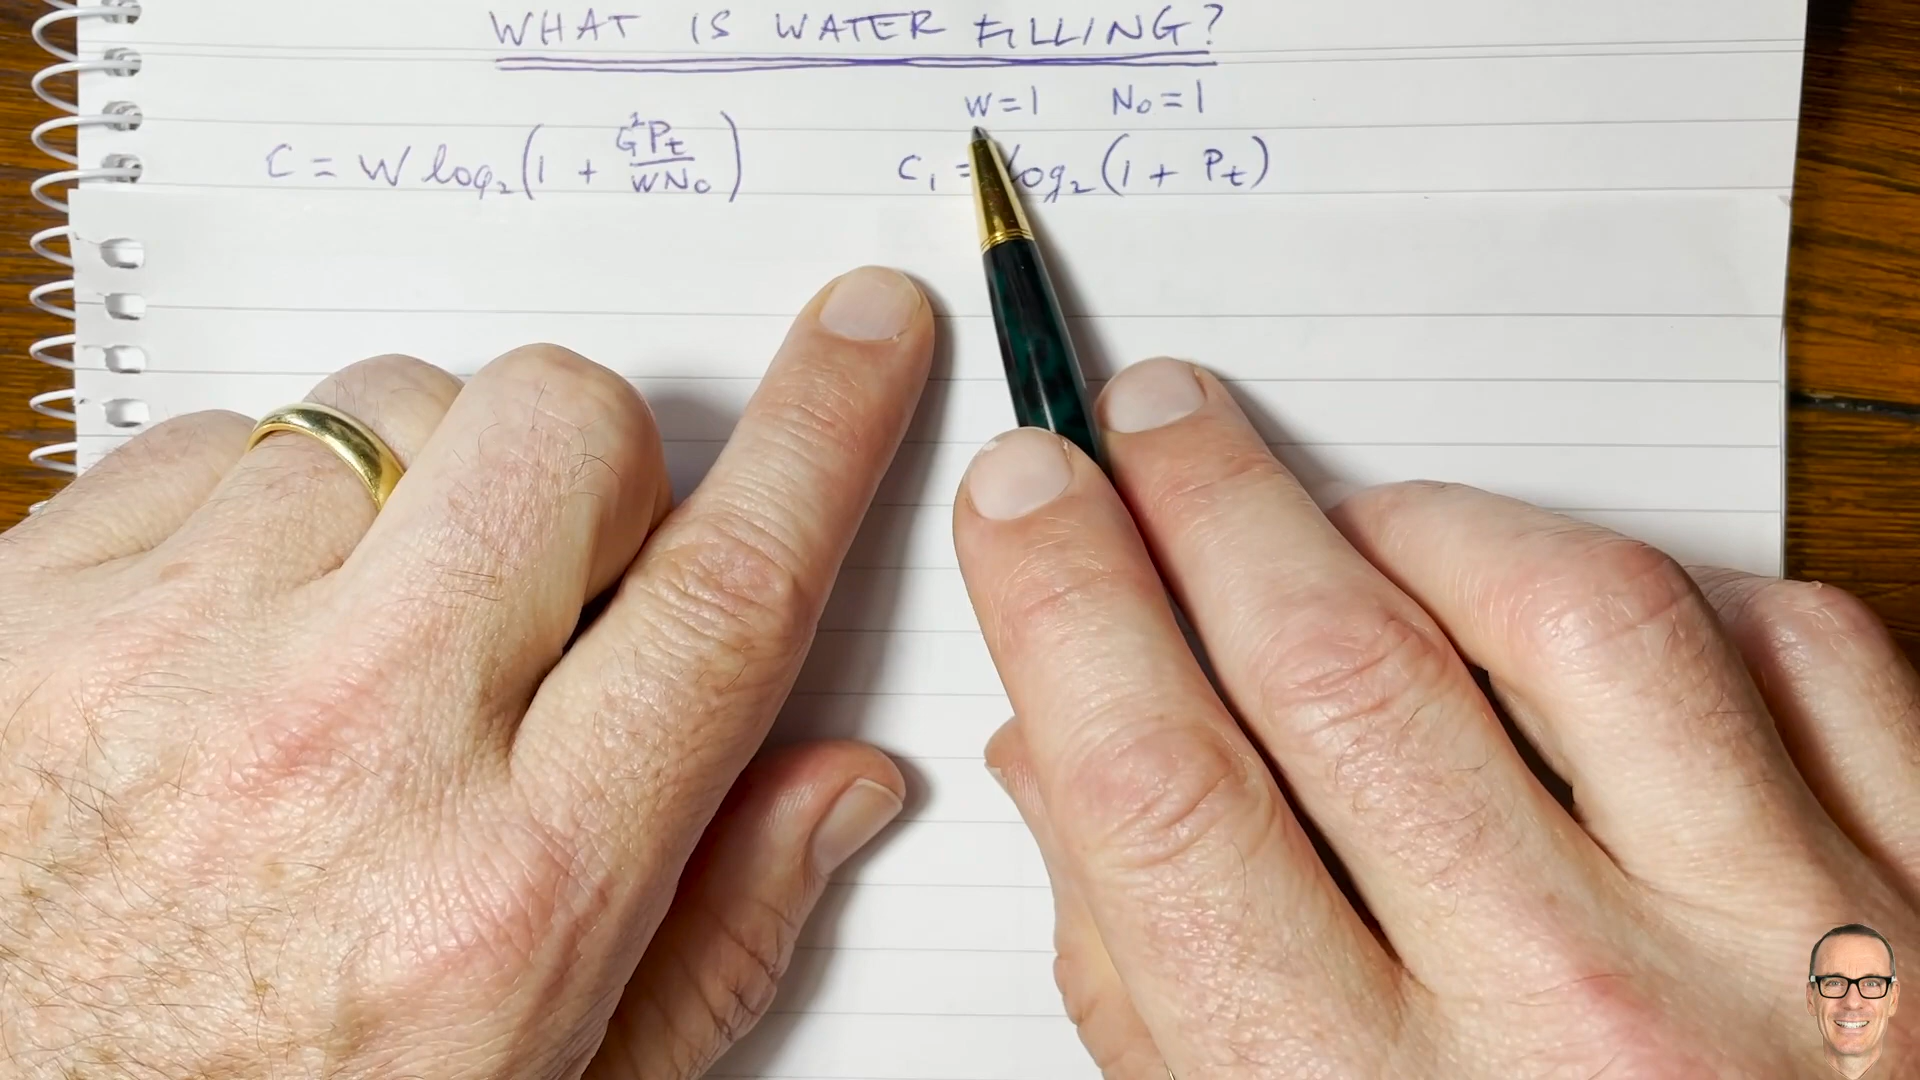 WHAT IS WATER FILLING?
W=1 N₀=1
C = W log₂(1 + G²Pt/WN₀)
C₁ = log₂(1 + Pt)